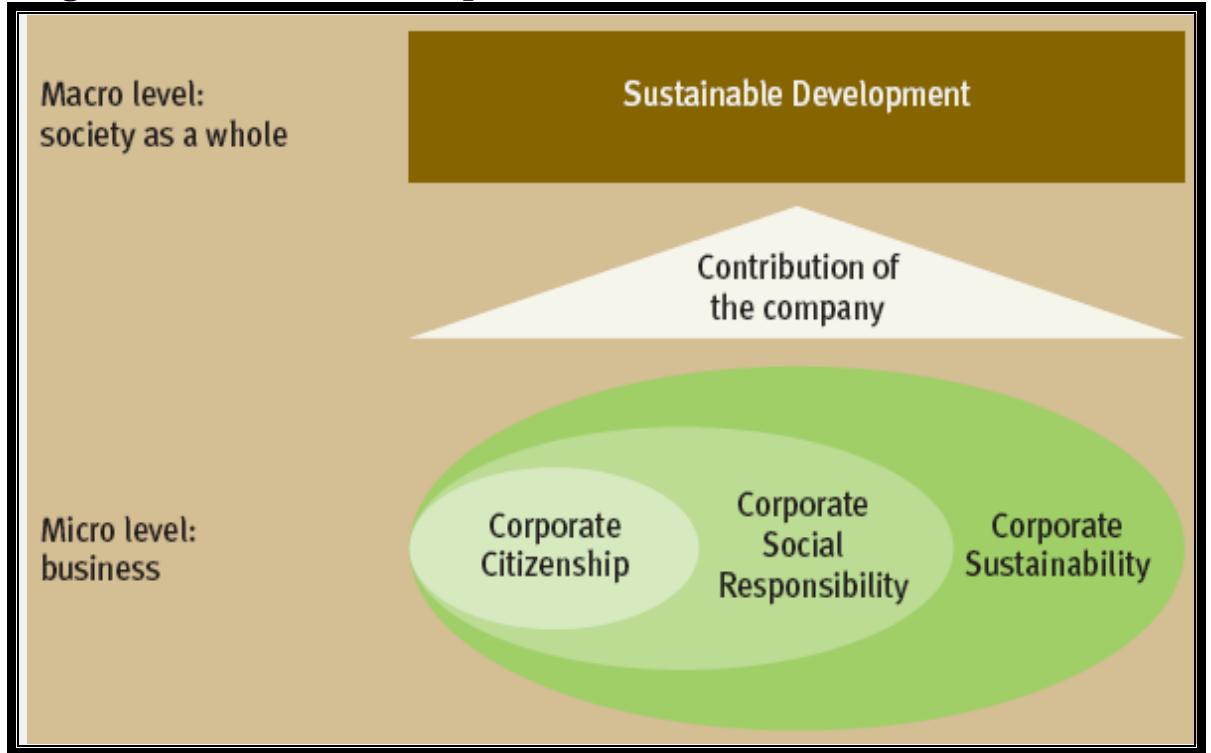 Macro level:
society as a whole
Sustainable Development
Contribution of
the company
Micro level:
business
Corporate
Citizenship
Corporate
Social
Responsibility
Corporate
Sustainability